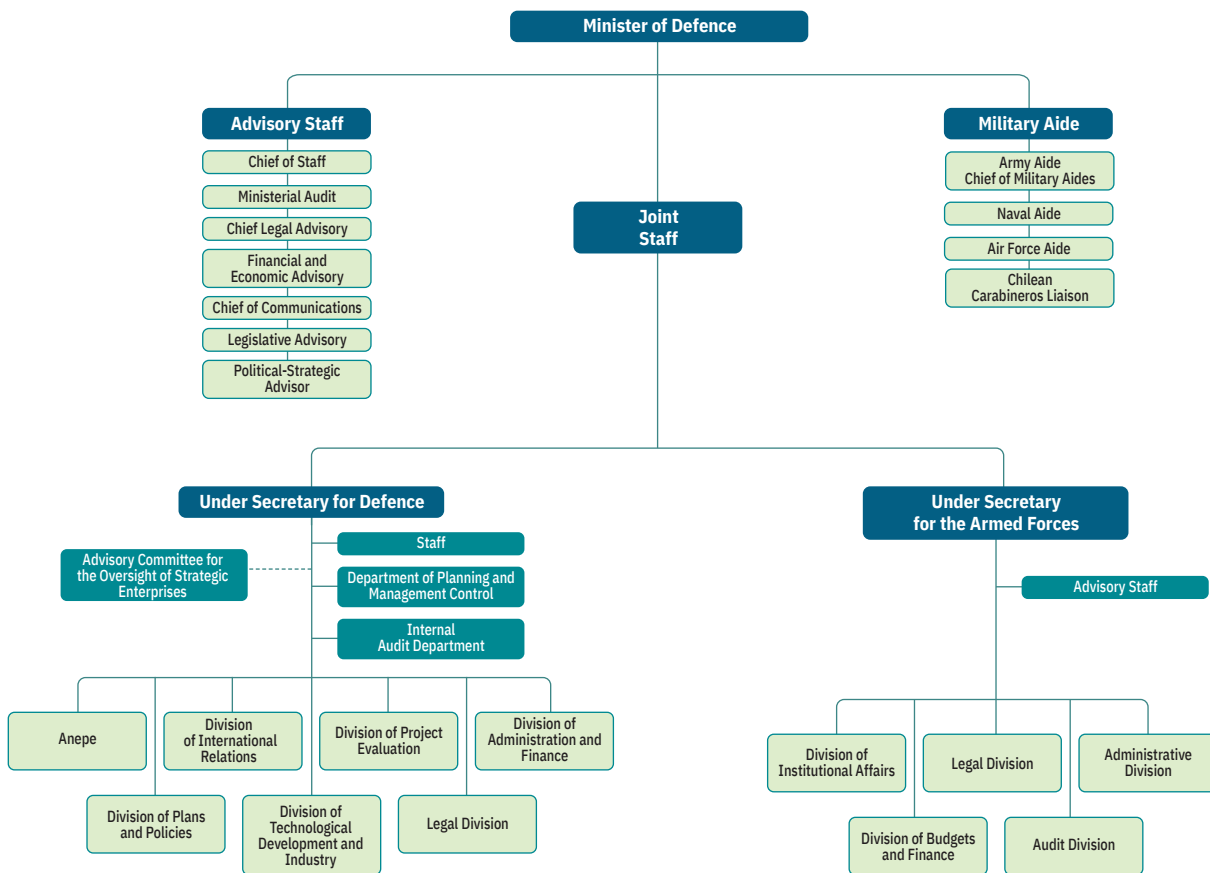 Minister of Defence
Advisory Staff
Chief of Staff
Ministerial Audit
Chief Legal Advisory
Financial and
Economic Advisory
Chief of Communications
Legislative Advisory
Political-Strategic
Advisor
Joint
Staff
Military Aide
Army Aide
Chief of Military Aides
Naval Aide
Air Force Aide
Chilean
Carabineros Liaison
Under Secretary for Defence
Staff
Advisory Committee for
the Oversight of Strategic
Enterprises
Department of Planning and
Management Control
Internal
Audit Department
Anepe
Division
of International
Relations
Division of Project
Evaluation
Division of
Administration and
Finance
Division of Plans
and Policies
Division of
Technological
Development and
Industry
Legal Division
Under Secretary
for the Armed Forces
Advisory Staff
Division of
Institutional Affairs
Legal Division
Administrative
Division
Division of Budgets
and Finance
Audit Division